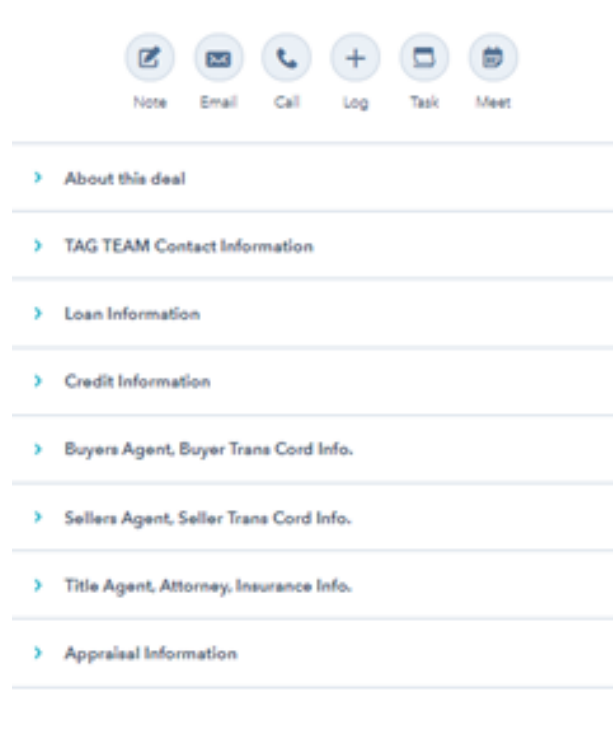 Note Email Call Log Task Meet
About this deal
TAG TEAM Contact Information
Loan Information
Credit Information
Buyers Agent, Buyer Trans Cord Info.
Sellers Agent, Seller Trans Cord Info.
Title Agent, Attorney, Insurance Info.
Appraisal Information